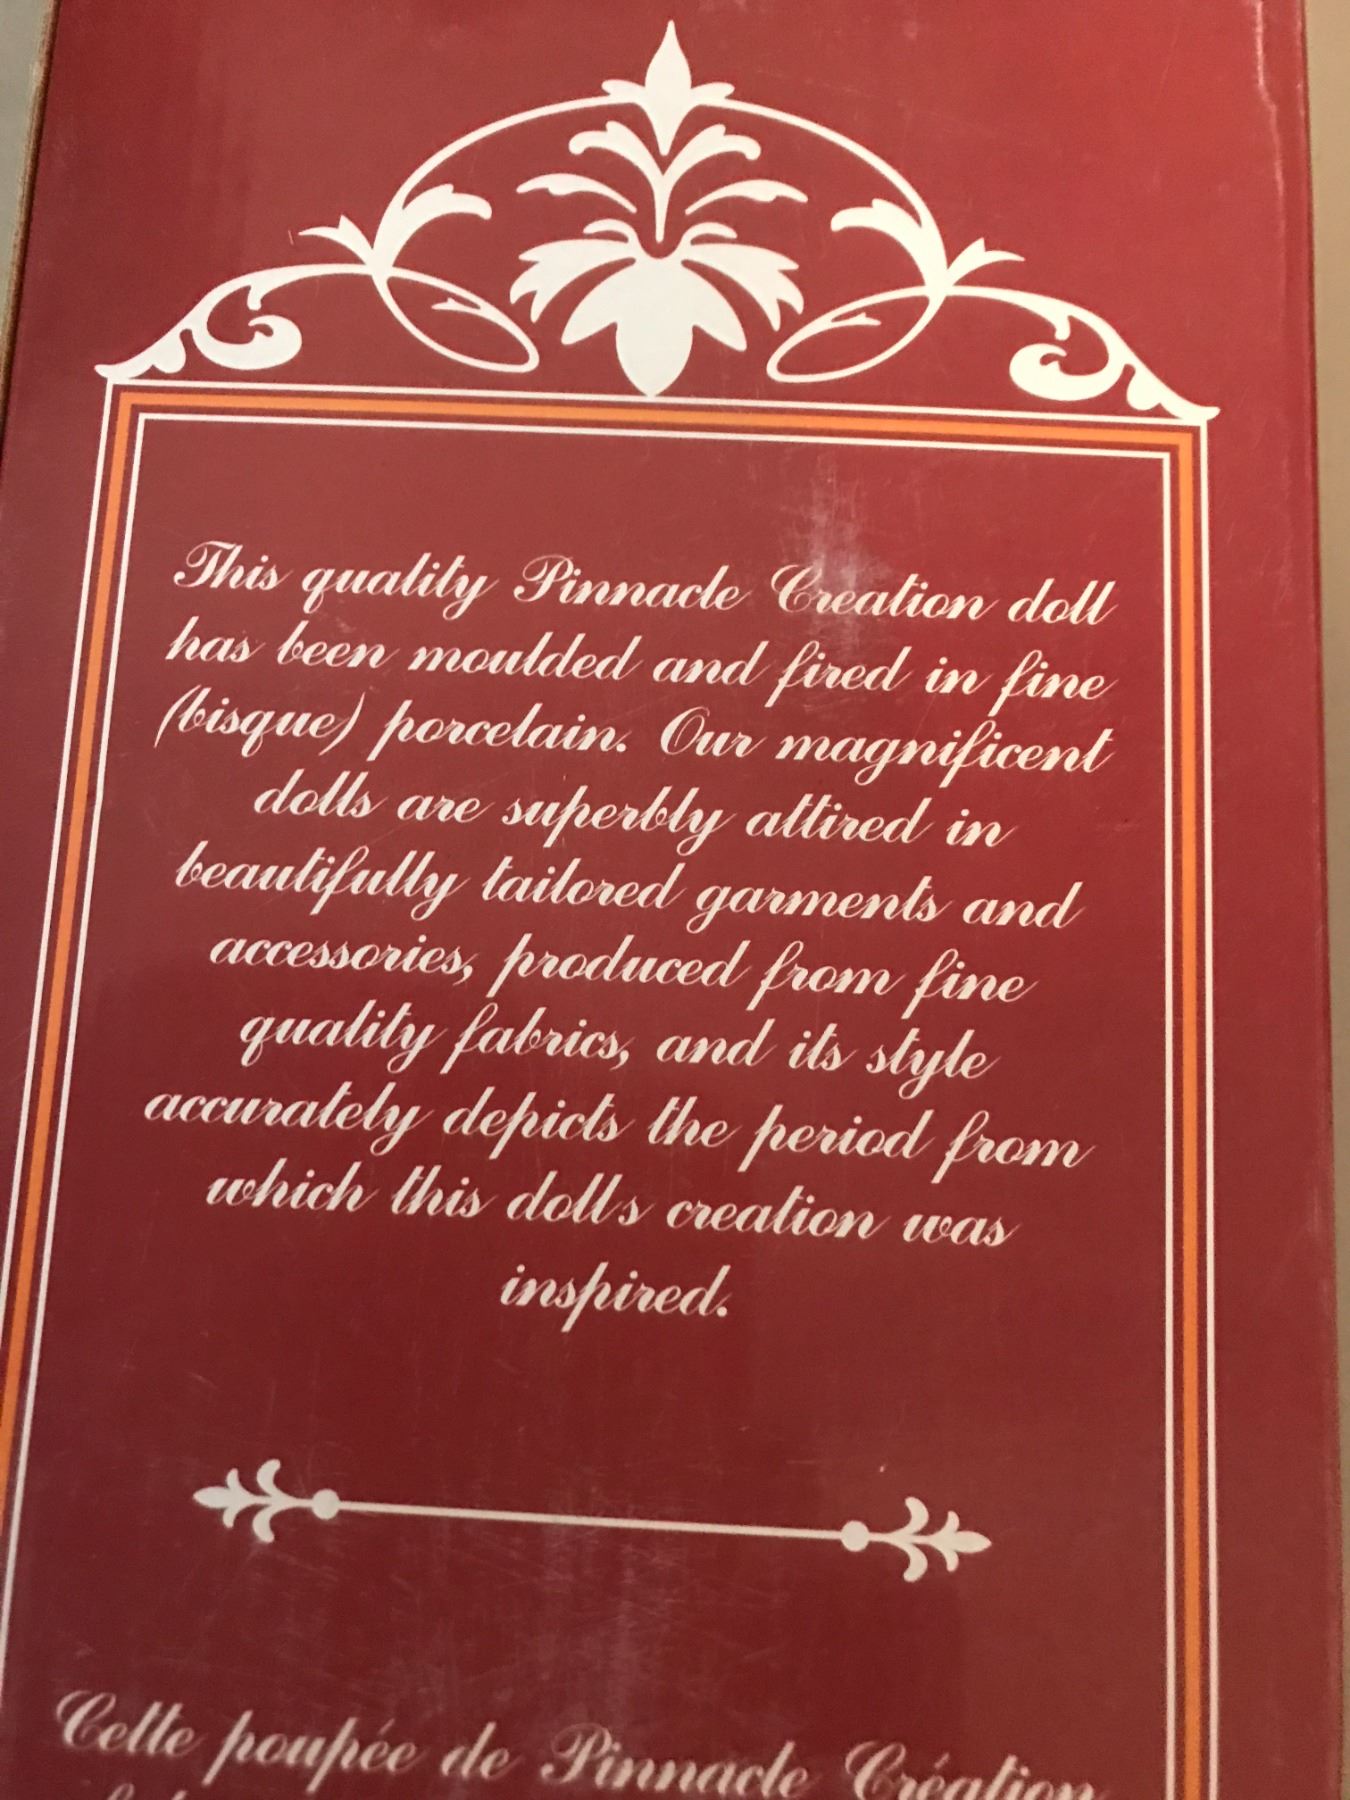 This quality Pinnacle Creation doll
has been moulded and fired in fine
(bisque) porcelain. Our magnificent
dolls are superbly attired in
beautifully tailored garments and
accessories, produced from fine
quality fabrics, and its style
accurately depicts the period from
which this dolls creation was
inspired.
Cette poupée de Pinnacle Création